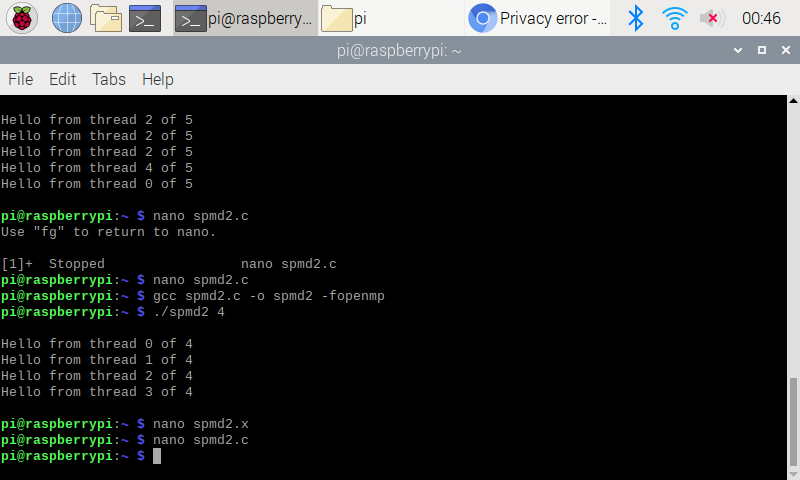 pi@raspberry... pi Privacy error -... 00:46
pi@raspberrypi: ~
File Edit Tabs Help
Hello from thread 2 of 5
Hello from thread 2 of 5
Hello from thread 2 of 5
Hello from thread 4 of 5
Hello from thread 0 of 5
pi@raspberrypi:~ $ nano spmd2.c
Use "fg" to return to nano.
[1]+  Stopped                 nano spmd2.c
pi@raspberrypi:~ $ nano spmd2.c
pi@raspberrypi:~ $ gcc spmd2.c -o spmd2 -fopenmp
pi@raspberrypi:~ $ ./spmd2 4
Hello from thread 0 of 4
Hello from thread 1 of 4
Hello from thread 2 of 4
Hello from thread 3 of 4
pi@raspberrypi:~ $ nano spmd2.x
pi@raspberrypi:~ $ nano spmd2.c
pi@raspberrypi:~ $